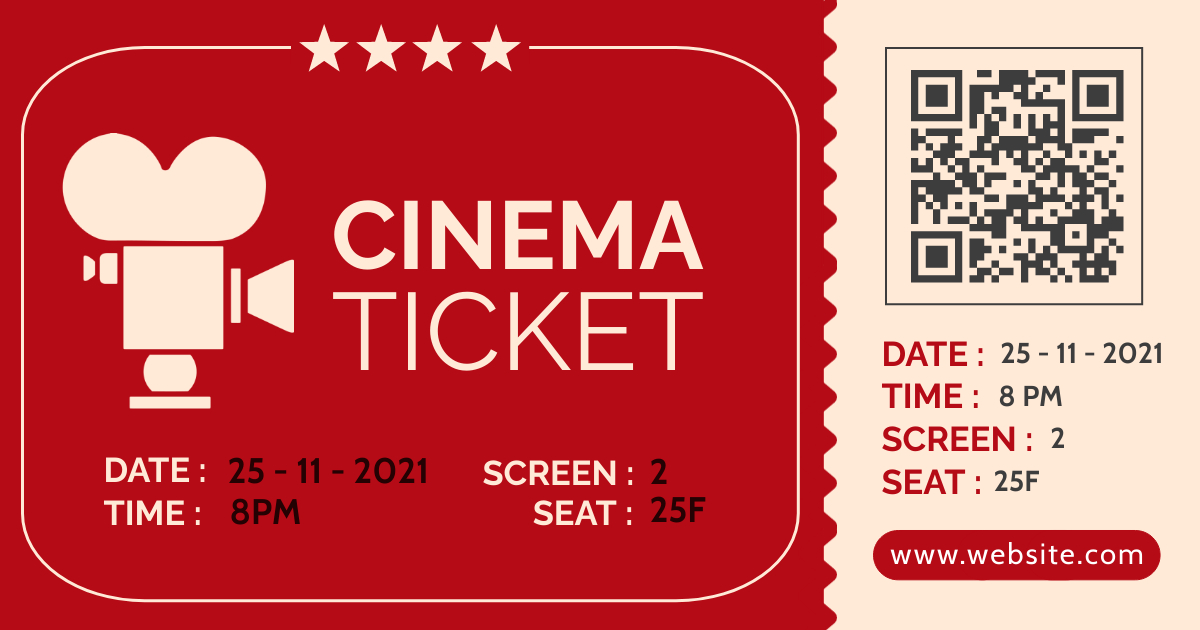 CINEMA
TICKET
DATE : 25 - 11 - 2021
TIME : 8PM
SCREEN : 2
SEAT : 25F
DATE : 25 - 11 - 2021
TIME : 8 PM
SCREEN : 2
SEAT : 25F
www.website.com